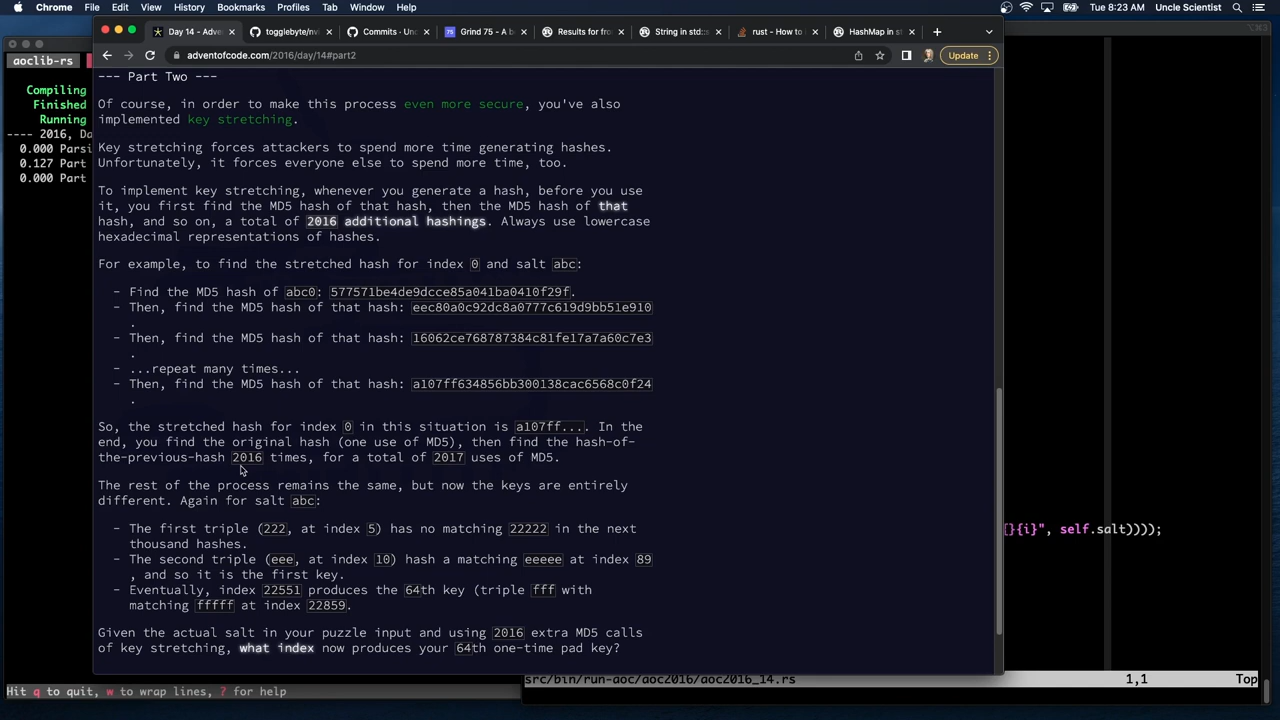 Chrome File Edit View History Bookmarks Profiles Tab Window Help Tue 8:23 AM Uncle Scientist
Day 14 - Adve togglebyte/nvi Commits · Unc Grind 75 - A b Results for fro String in std:: rust - How to HashMap in s
adventofcode.com/2016/day/14#part2 Update
aoclib-rs
Compiling
Finished
Running
---- 2016, Da
0.000 Parsi
0.127 Part
0.000 Part
--- Part Two ---
Of course, in order to make this process even more secure, you've also
implemented key stretching.
Key stretching forces attackers to spend more time generating hashes.
Unfortunately, it forces everyone else to spend more time, too.
To implement key stretching, whenever you generate a hash, before you use
it, you first find the MD5 hash of that hash, then the MD5 hash of that
hash, and so on, a total of 2016 additional hashings. Always use lowercase
hexadecimal representations of hashes.
For example, to find the stretched hash for index 0 and salt abc:
- Find the MD5 hash of abc0: 577571be4de9dcce85a041ba0410f29f.
- Then, find the MD5 hash of that hash: eec80a0c92dc8a0777c619d9bb51e910
.
- Then, find the MD5 hash of that hash: 16062ce768787384c81fe17a7a60c7e3
.
- ...repeat many times...
- Then, find the MD5 hash of that hash: a107ff634856bb300138cac6568c0f24
.
So, the stretched hash for index 0 in this situation is a107ff.... In the
end, you find the original hash (one use of MD5), then find the hash-of-
the-previous-hash 2016 times, for a total of 2017 uses of MD5.
The rest of the process remains the same, but now the keys are entirely
different. Again for salt abc:
- The first triple (222, at index 5) has no matching 22222 in the next
thousand hashes.
- The second triple (eee, at index 10) hash a matching eeeee at index 89
, and so it is the first key.
- Eventually, index 22551 produces the 64th key (triple fff with
matching fffff at index 22859.
Given the actual salt in your puzzle input and using 2016 extra MD5 calls
of key stretching, what index now produces your 64th one-time pad key?
{}{i}", self.salt))));
src/bin/run-aoc/aoc2016_14.rs 1,1 Top
Hit q to quit, w to wrap lines, ? for help